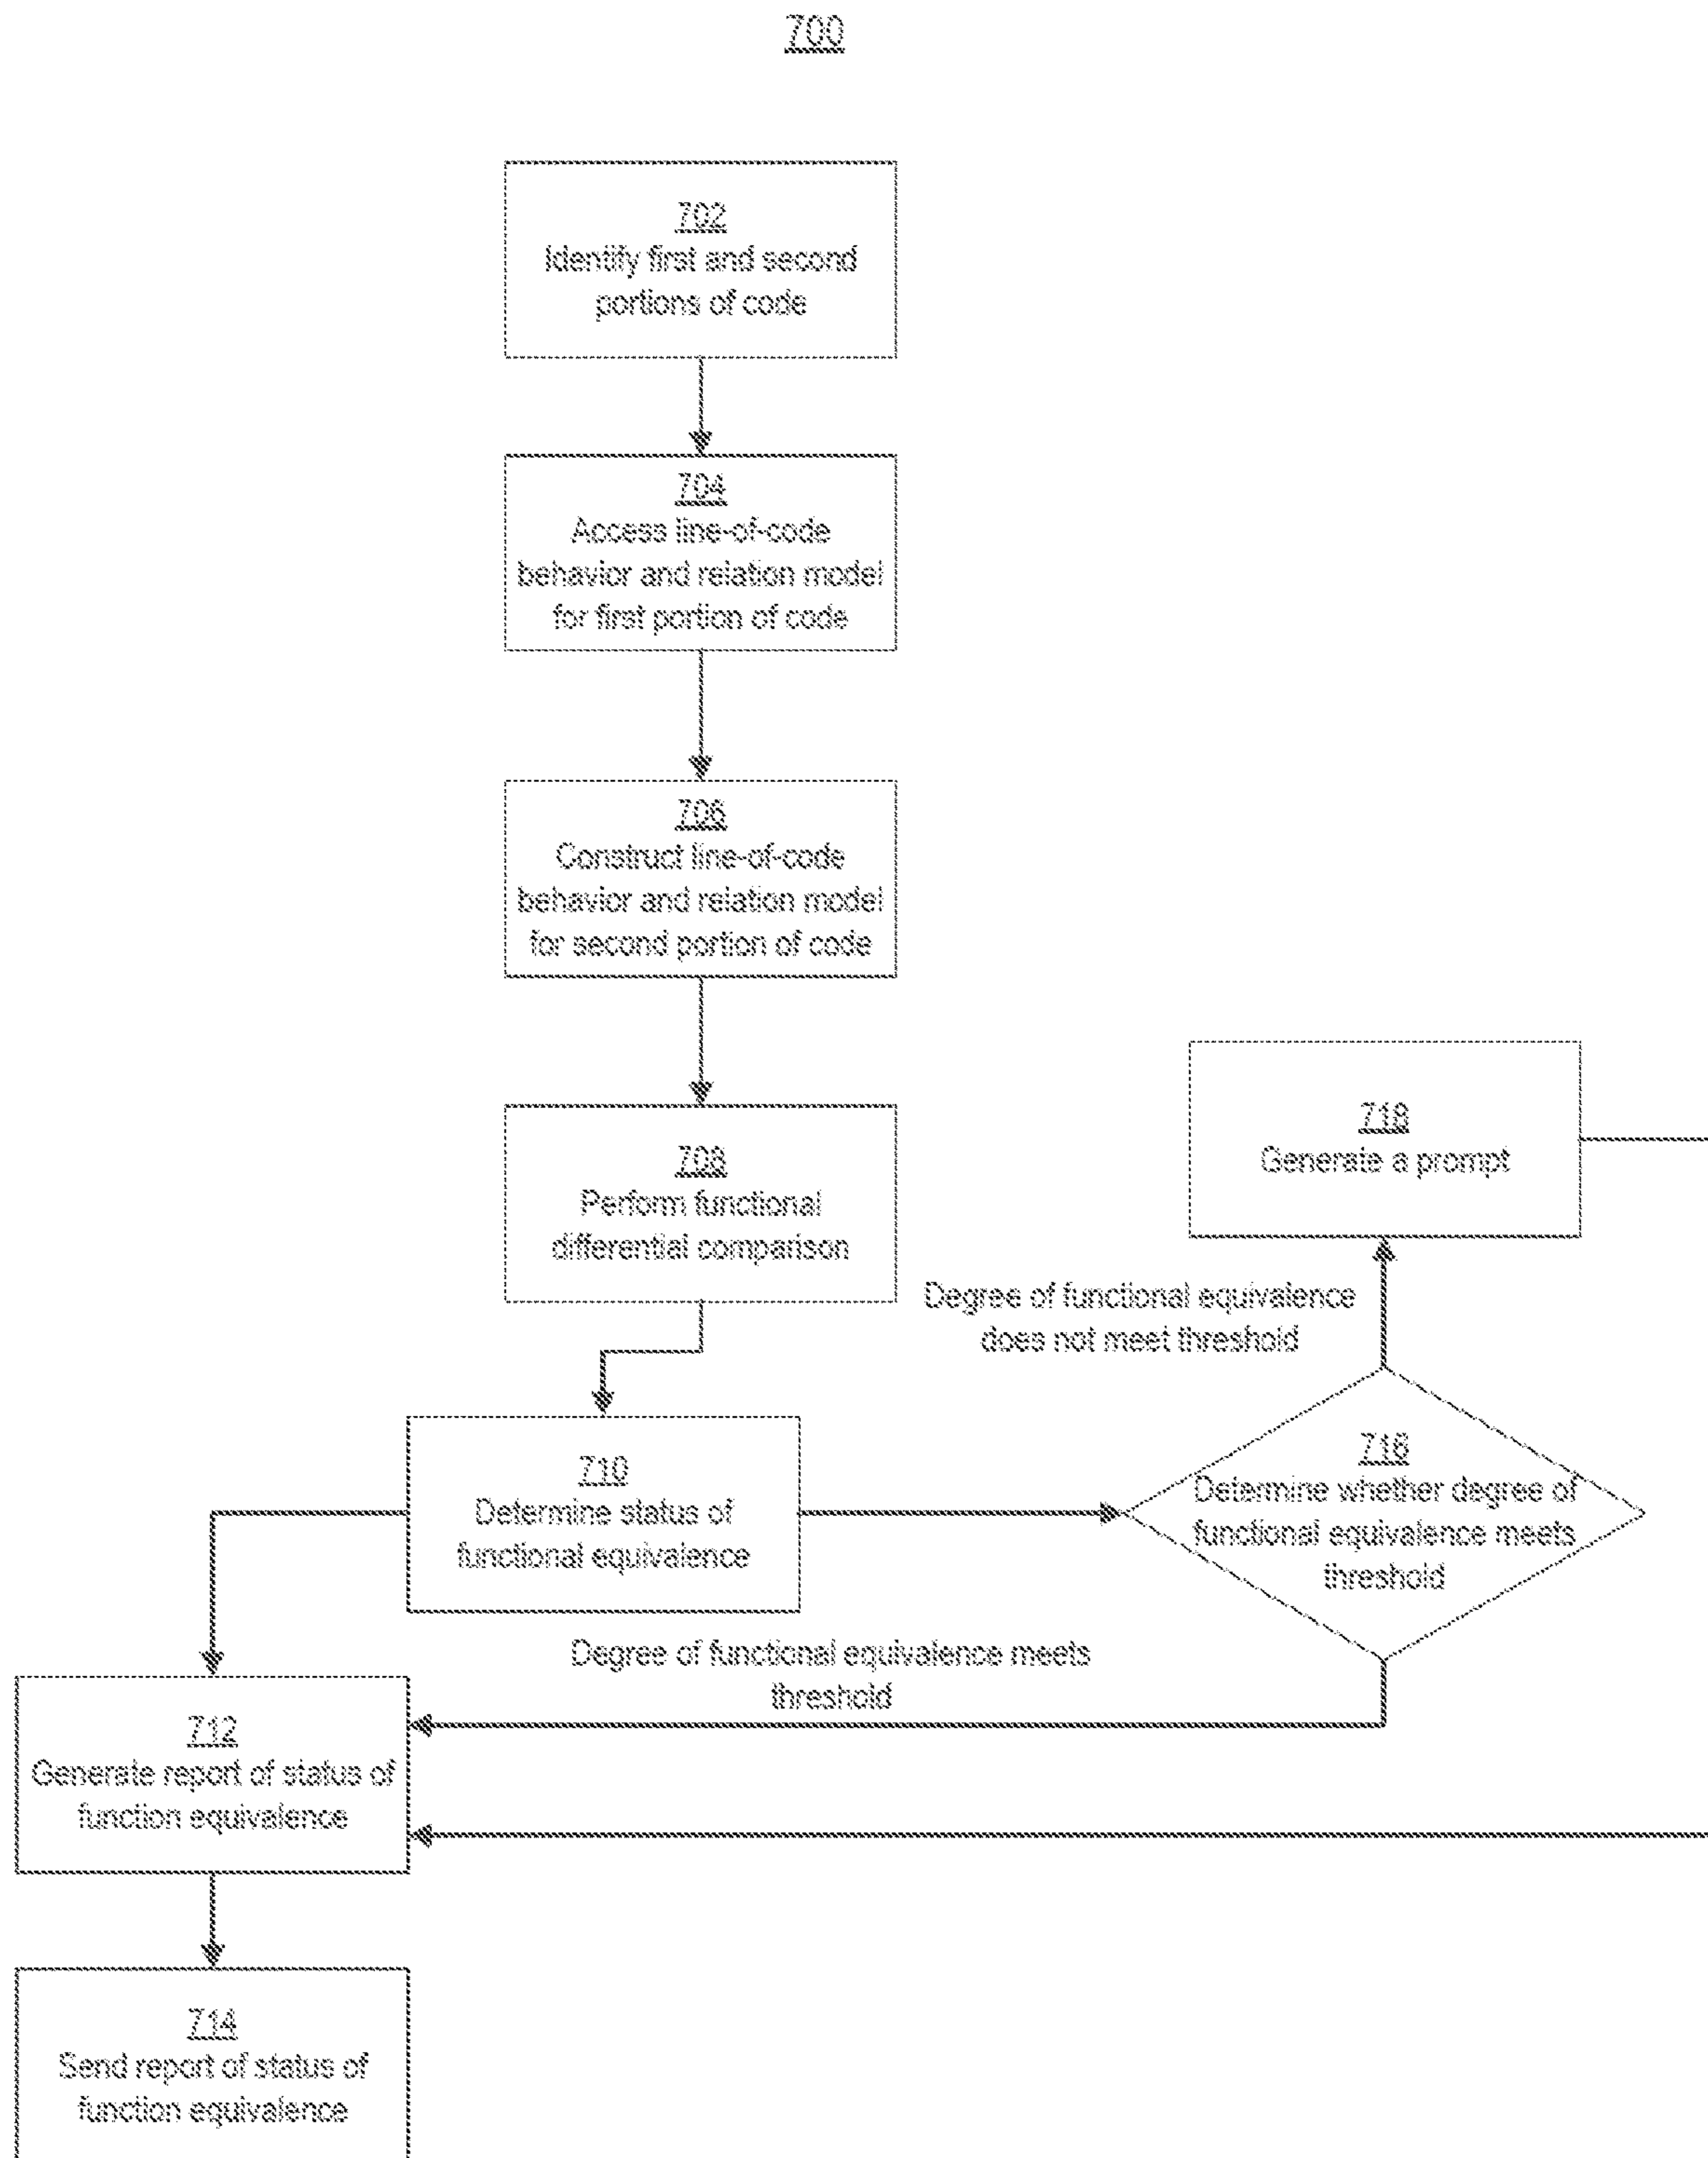 700
702
Identify first and second
portions of code
704
Access line-of-code
behavior and relation model
for first portion of code
706
Construct line-of-code
behavior and relation model
for second portion of code
708
Perform functional
differential comparison
718
Generate a prompt
Degree of functional equivalence
does not meet threshold
710
Determine status of
functional equivalence
716
Determine whether degree of
functional equivalence meets
threshold
Degree of functional equivalence meets
threshold
712
Generate report of status of
function equivalence
714
Send report of status of
function equivalence